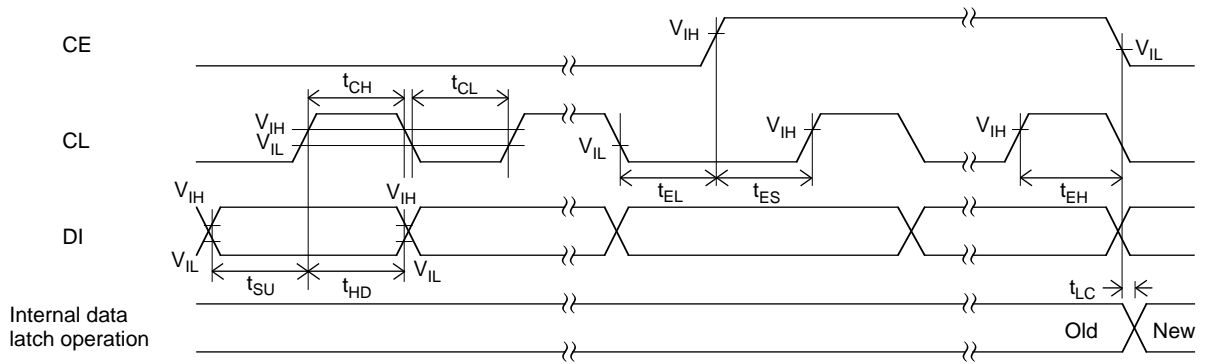 CE
V_IH
V_IL
t_CH
t_CL
CL
V_IH
V_IL
V_IL
V_IH
V_IH
t_EL
t_ES
t_EH
DI
V_IH
V_IL
V_IH
V_IL
t_SU
t_HD
t_LC
Internal data
latch operation
Old
New